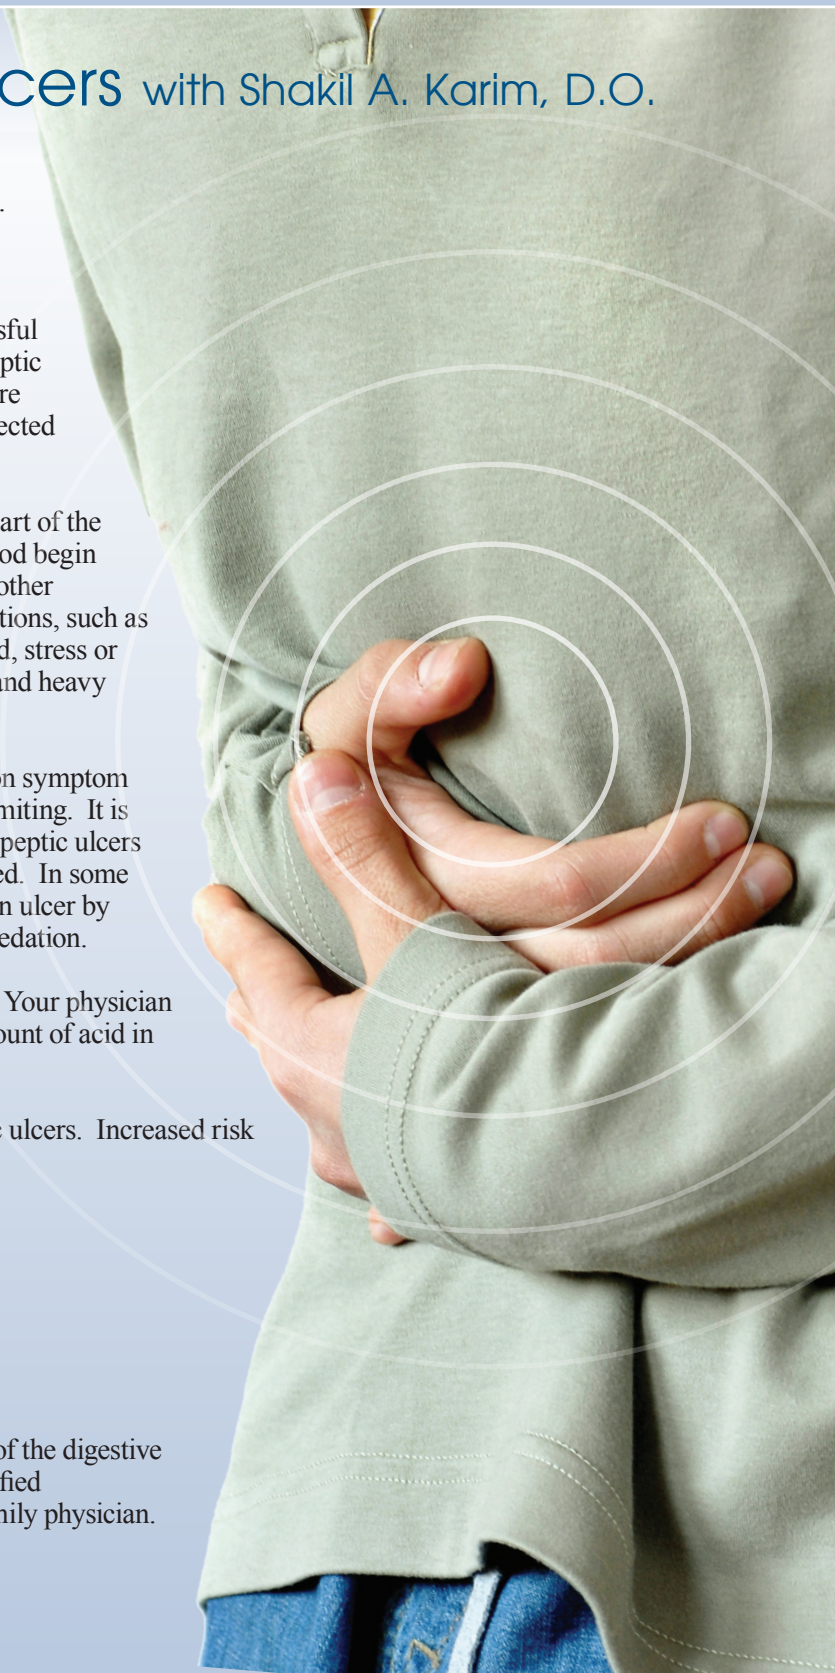 cers with Shakil A. Karim, D.O.
.
sful
ptic
re
ected
art of the
od begin
other
tions, such as
d, stress or
and heavy
on symptom
miting. It is
peptic ulcers
ed. In some
n ulcer by
edation.
Your physician
ount of acid in
c ulcers. Increased risk
of the digestive
fied
mily physician.